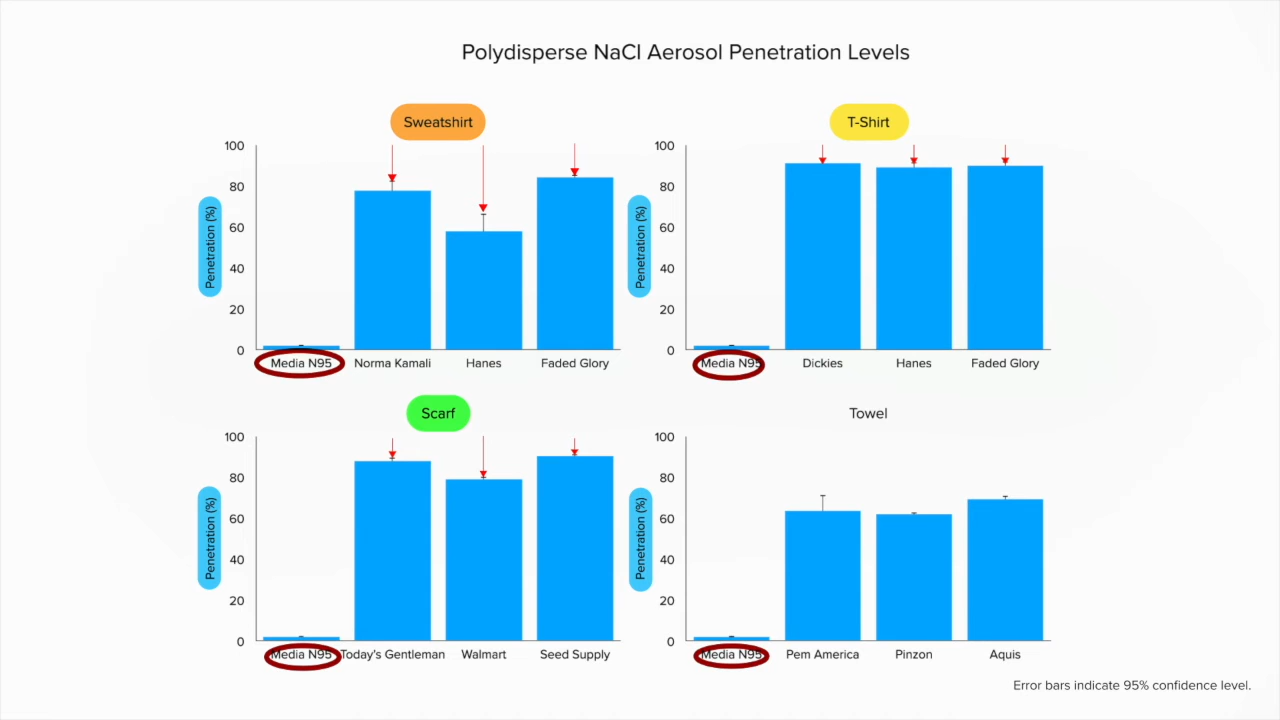 Polydisperse NaCl Aerosol Penetration Levels
Sweatshirt
Penetration (%)
100
80
60
40
20
0
Media N95 Norma Kamali Hanes Faded Glory
T-Shirt
Penetration (%)
100
80
60
40
20
0
Media N95 Dickies Hanes Faded Glory
Scarf
Penetration (%)
100
80
60
40
20
0
Media N95 Today's Gentleman Walmart Seed Supply
Towel
Penetration (%)
100
80
60
40
20
0
Media N95 Pem America Pinzon Aquis
Error bars indicate 95% confidence level.